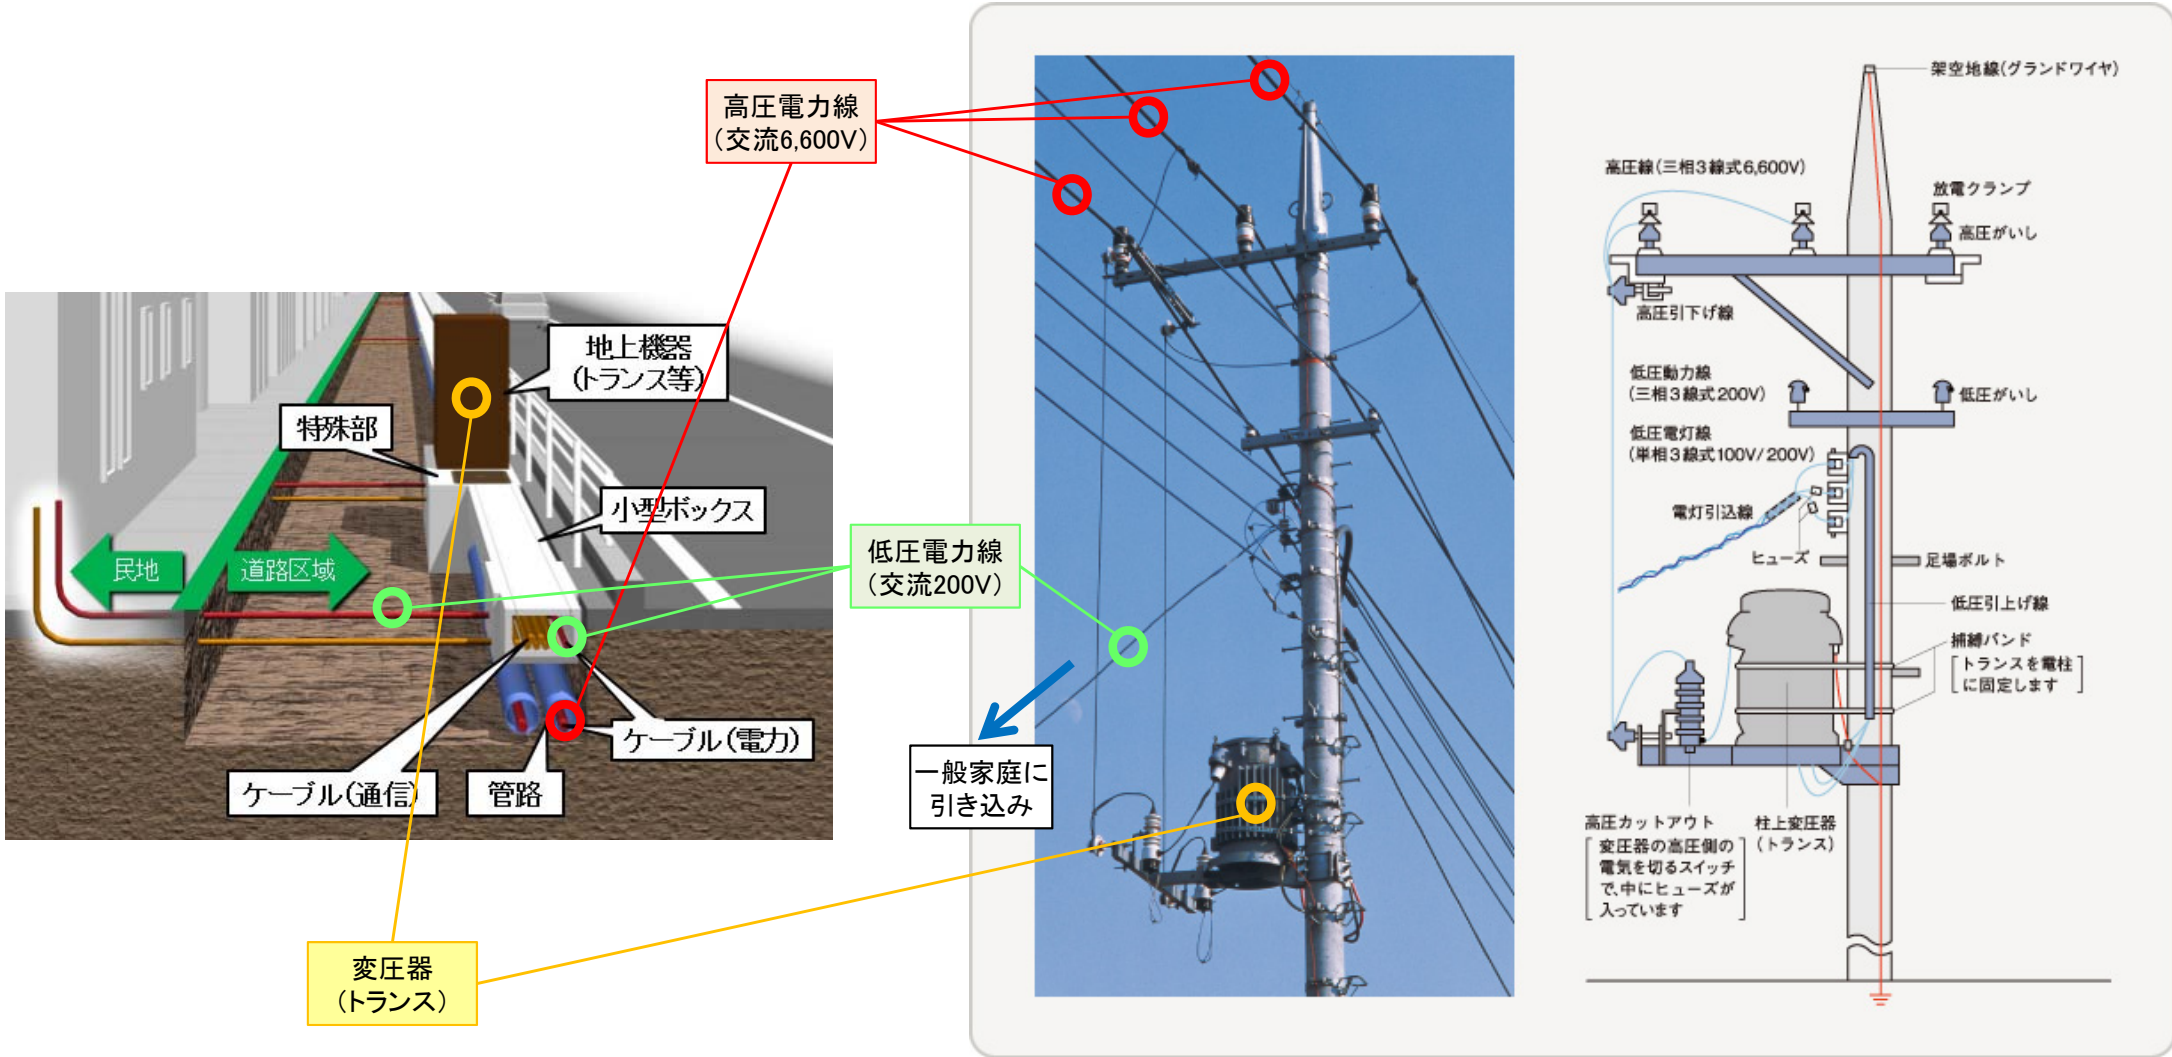 高圧電力線
（交流6,600V）
地上機器
(トランス等)
特殊部
小型ボックス
民地
道路区域
ケーブル(電力)
ケーブル(通信)
管路
低圧電力線
（交流200V）
一般家庭に
引き込み
変圧器
（トランス）
架空地線(グランドワイヤ)
高圧線(三相3線式6,600V)
放電クランプ
高圧がいし
高圧引下げ線
低圧動力線
(三相3線式200V)
低圧がいし
低圧電灯線
(単相3線式100V/200V)
電灯引込線
ヒューズ
足場ボルト
低圧引上げ線
捕縛バンド
[トランスを電柱
に固定します]
高圧カットアウト
[変圧器の高圧側の
電気を切るスイッチ
で、中にヒューズが
入っています]
柱上変圧器
(トランス)